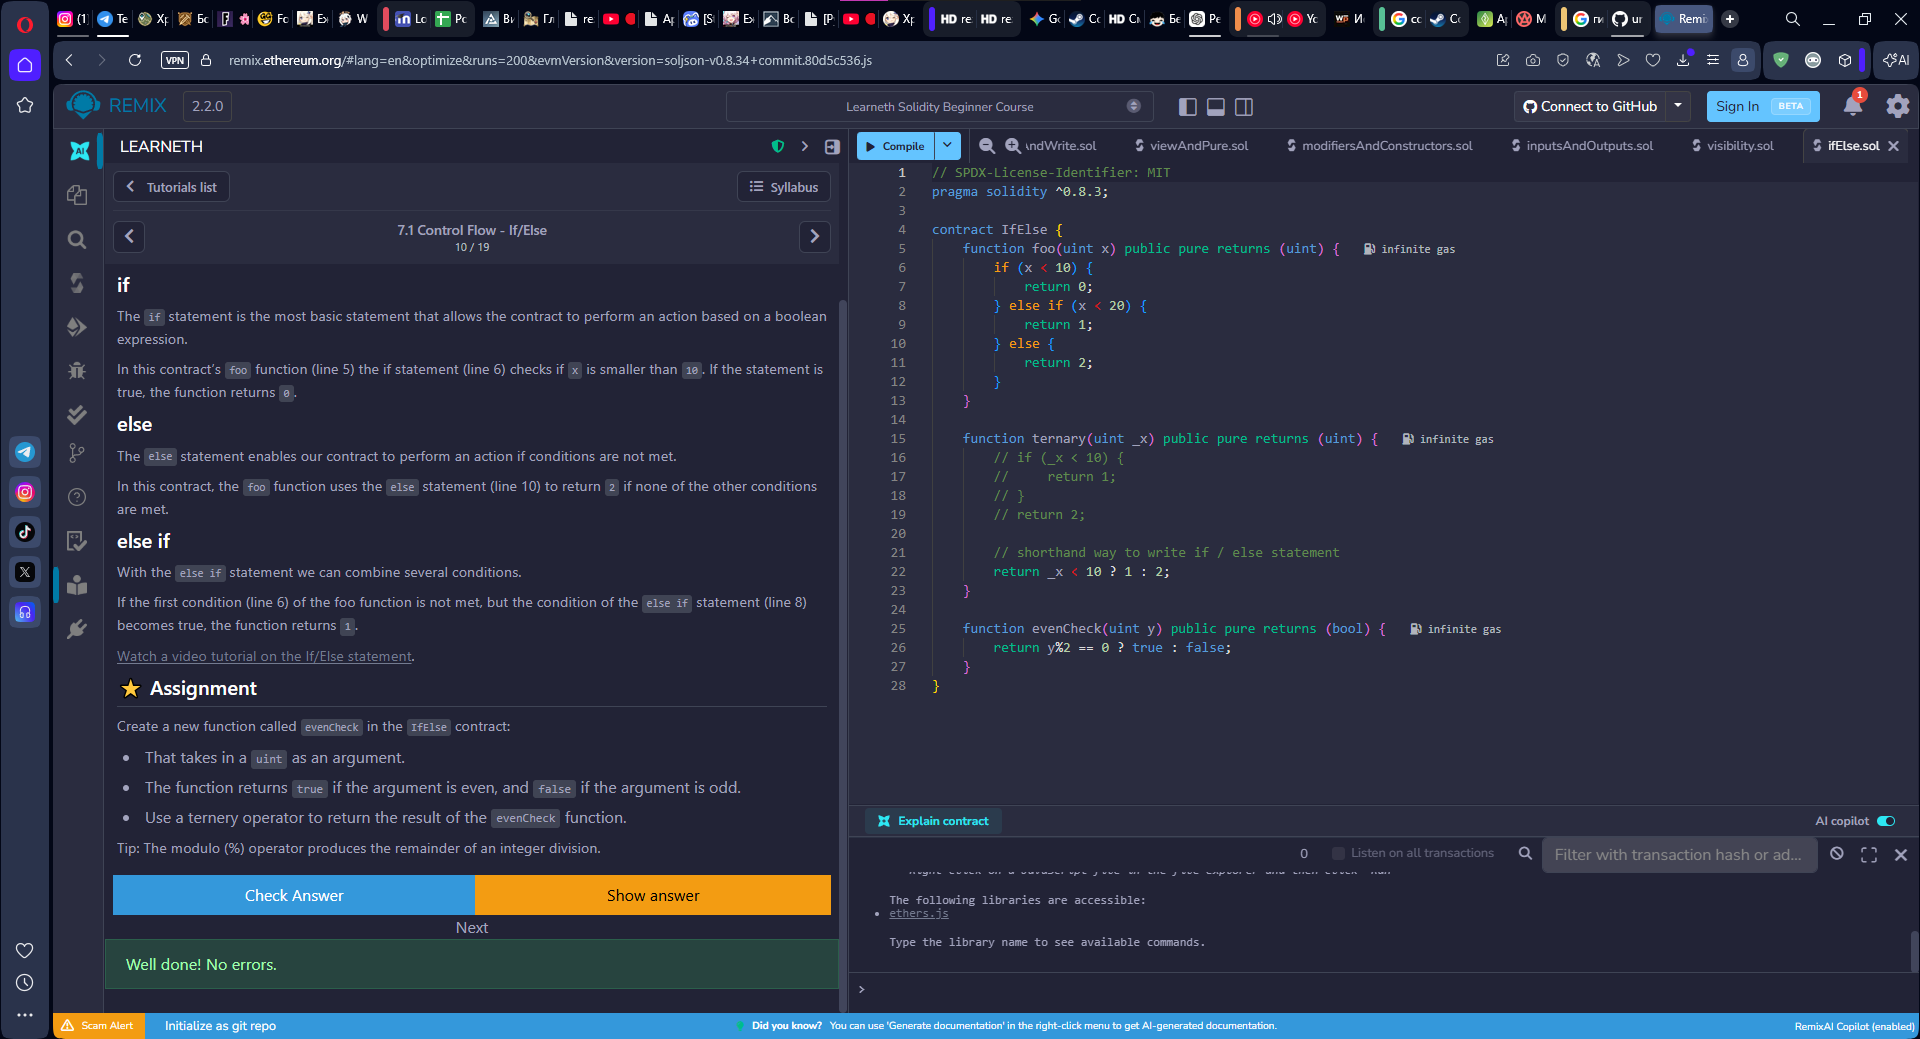 VPN
remix.ethereum.org/#lang=en&optimize&runs=200&evmVersion&version=soljson-v0.8.34+commit.80d5c536.js
AI
REMIX
2.2.0
Learneth Solidity Beginner Course
Connect to GitHub
Sign In BETA
1
LEARNETH
Tutorials list
Syllabus
7.1 Control Flow - If/Else
10 / 19
if
The if statement is the most basic statement that allows the contract to perform an action based on a boolean
expression.
In this contract's foo function (line 5) the if statement (line 6) checks if x is smaller than 10. If the statement is
true, the function returns 0.
else
The else statement enables our contract to perform an action if conditions are not met.
In this contract, the foo function uses the else statement (line 10) to return 2 if none of the other conditions
are met.
else if
With the else if statement we can combine several conditions.
If the first condition (line 6) of the foo function is not met, but the condition of the else if statement (line 8)
becomes true, the function returns 1.
Watch a video tutorial on the If/Else statement.
Assignment
Create a new function called evenCheck in the IfElse contract:
• That takes in a uint as an argument.
• The function returns true if the argument is even, and false if the argument is odd.
• Use a ternery operator to return the result of the evenCheck function.
Tip: The modulo (%) operator produces the remainder of an integer division.
Check Answer
Show answer
Next
Well done! No errors.
Compile
ndWrite.sol
viewAndPure.sol
modifiersAndConstructors.sol
inputsAndOutputs.sol
visibility.sol
ifElse.sol
1 // SPDX-License-Identifier: MIT
2 pragma solidity ^0.8.3;
3
4 contract IfElse {
5 function foo(uint x) public pure returns (uint) { infinite gas
6 if (x < 10) {
7 return 0;
8 } else if (x < 20) {
9 return 1;
10 } else {
11 return 2;
12 }
13 }
14
15 function ternary(uint _x) public pure returns (uint) { infinite gas
16 // if (_x < 10) {
17 // return 1;
18 // }
19 // return 2;
20
21 // shorthand way to write if / else statement
22 return _x < 10 ? 1 : 2;
23 }
24
25 function evenCheck(uint y) public pure returns (bool) { infinite gas
26 return y%2 == 0 ? true : false;
27 }
28 }
Explain contract
AI copilot
0
Listen on all transactions
Filter with transaction hash or ad...
The following libraries are accessible:
• ethers.js
Type the library name to see available commands.
>
Scam Alert
Initialize as git repo
Did you know? You can use 'Generate documentation' in the right-click menu to get AI-generated documentation.
RemixAI Copilot (enabled)